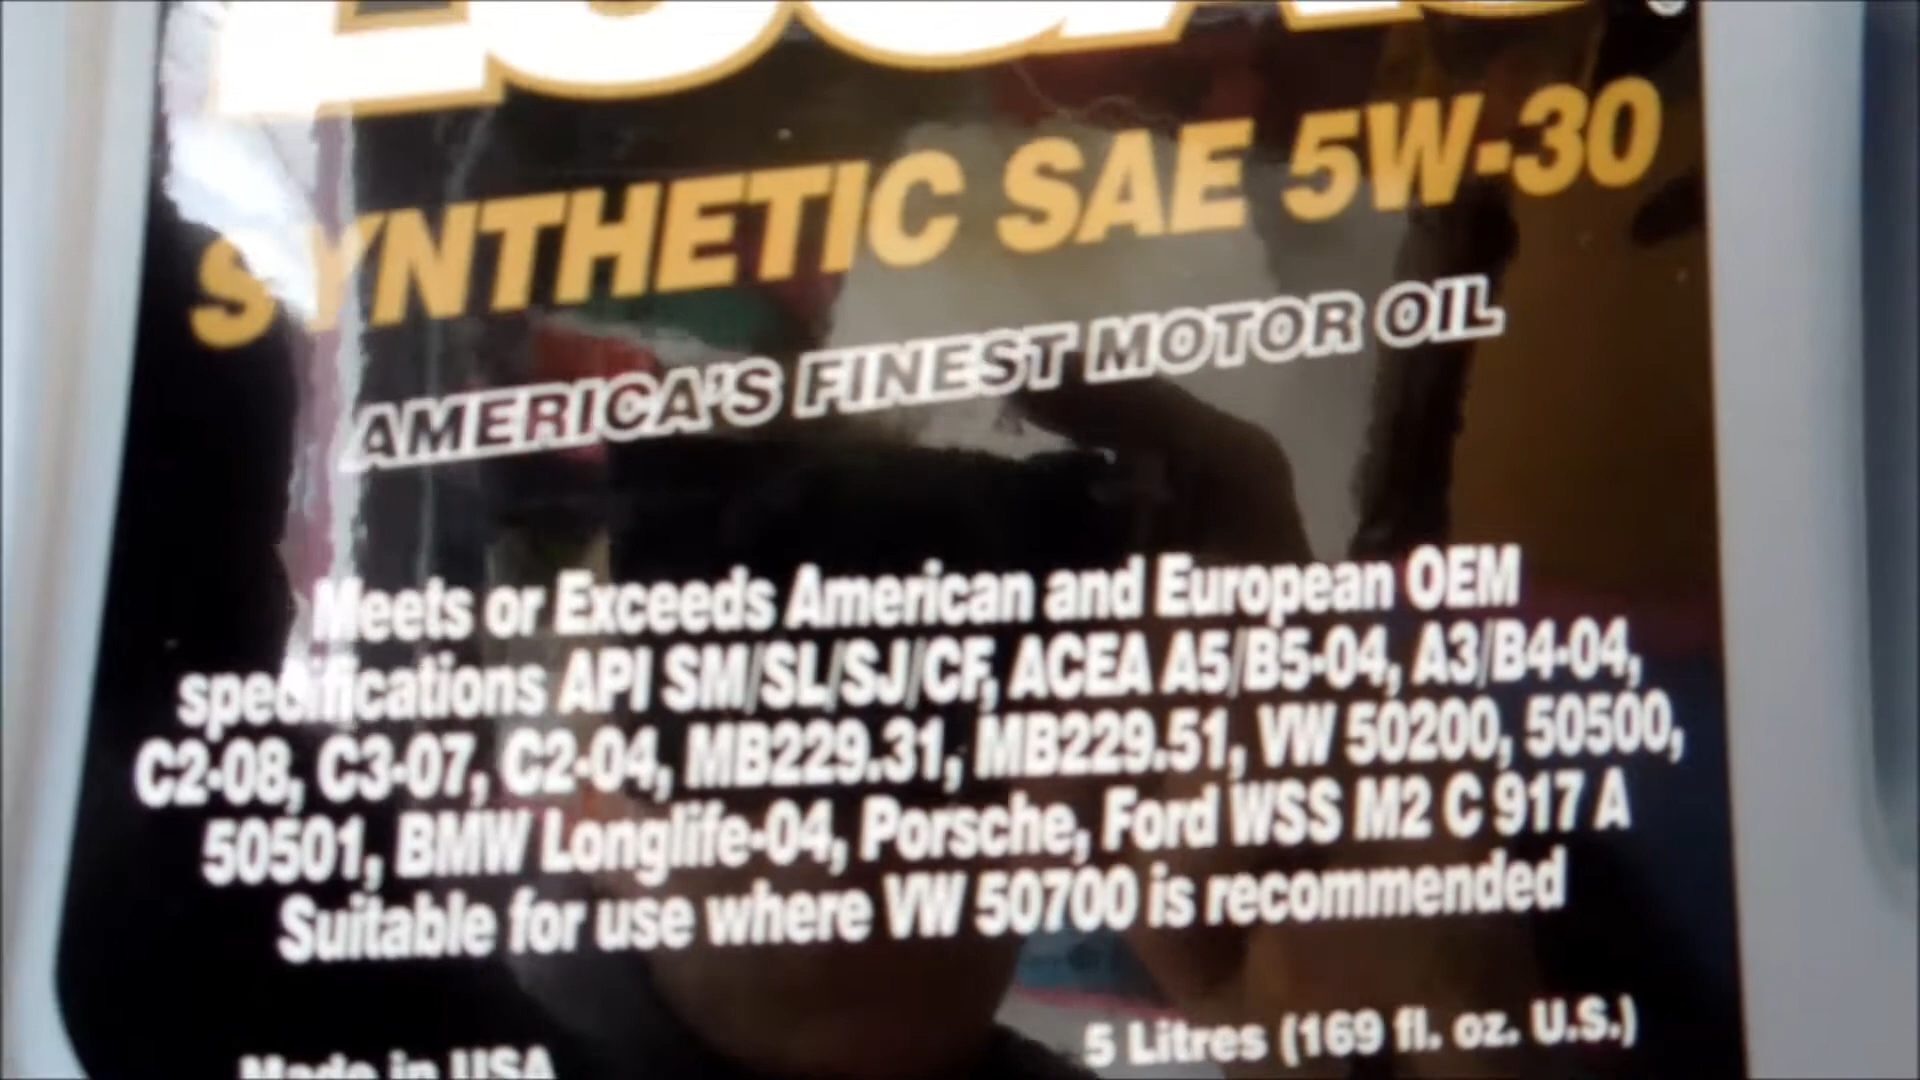 SYNTHETIC SAE 5W-30
AMERICA'S FINEST MOTOR OIL
Meets or Exceeds American and European OEM
specifications API SM/SL/SJ/CF, ACEA A5/B5-04, A3/B4-04,
C2-08, C3-07, C2-04, MB229.31, MB229.51, VW 50200, 50500,
50501, BMW Longlife-04, Porsche, Ford WSS M2 C 917 A
Suitable for use where VW 50700 is recommended
5 Litres (169 fl. oz. U.S.)
Made in USA